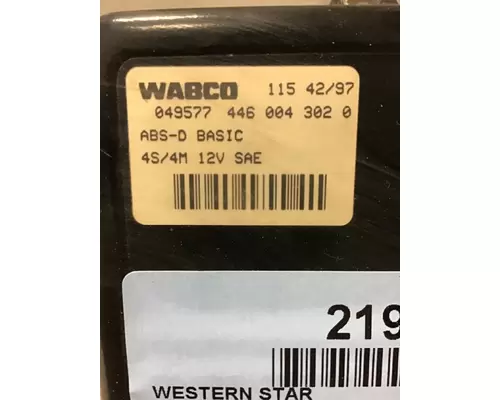 WABCO 115 42/97
049577 446 004 302 0
ABS-D BASIC
4S/4M 12V SAE
219
WESTERN STAR